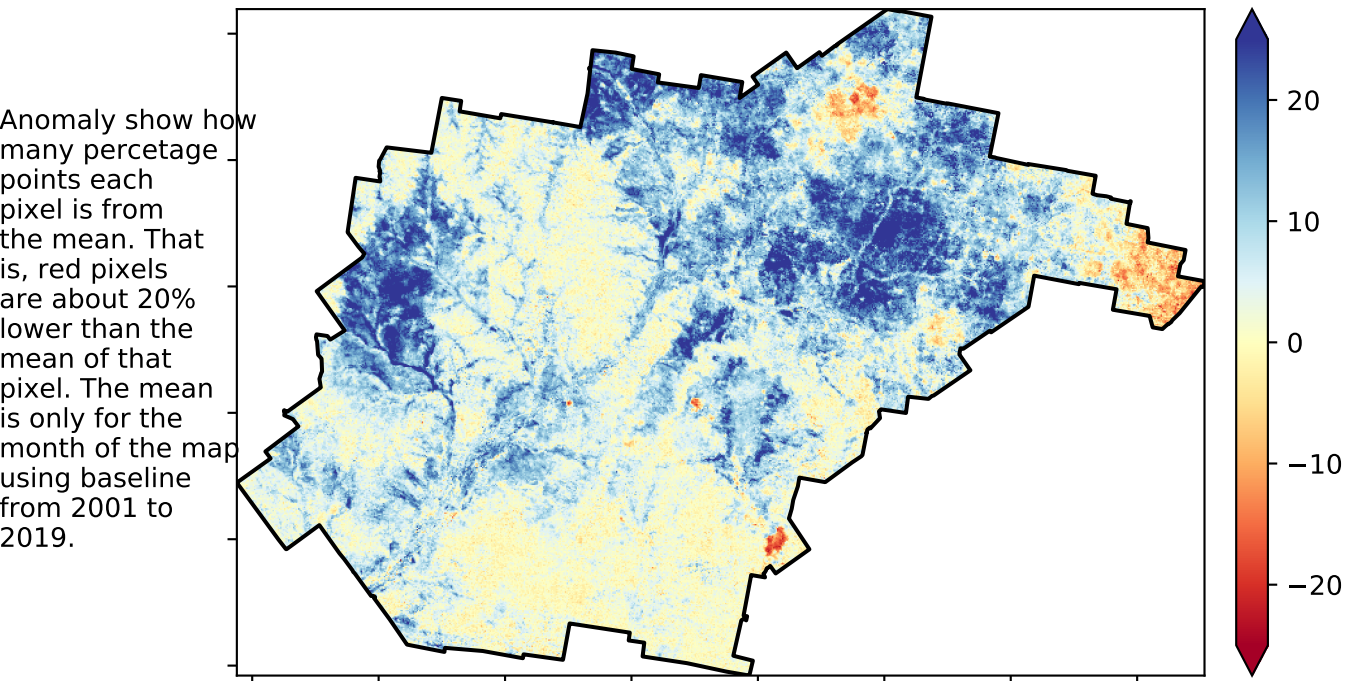 Anomaly show how
many percetage
points each
pixel is from
the mean. That
is, red pixels
are about 20%
lower than the
mean of that
pixel. The mean
is only for the
month of the map
using baseline
from 2001 to
2019.
20
10
0
−10
−20